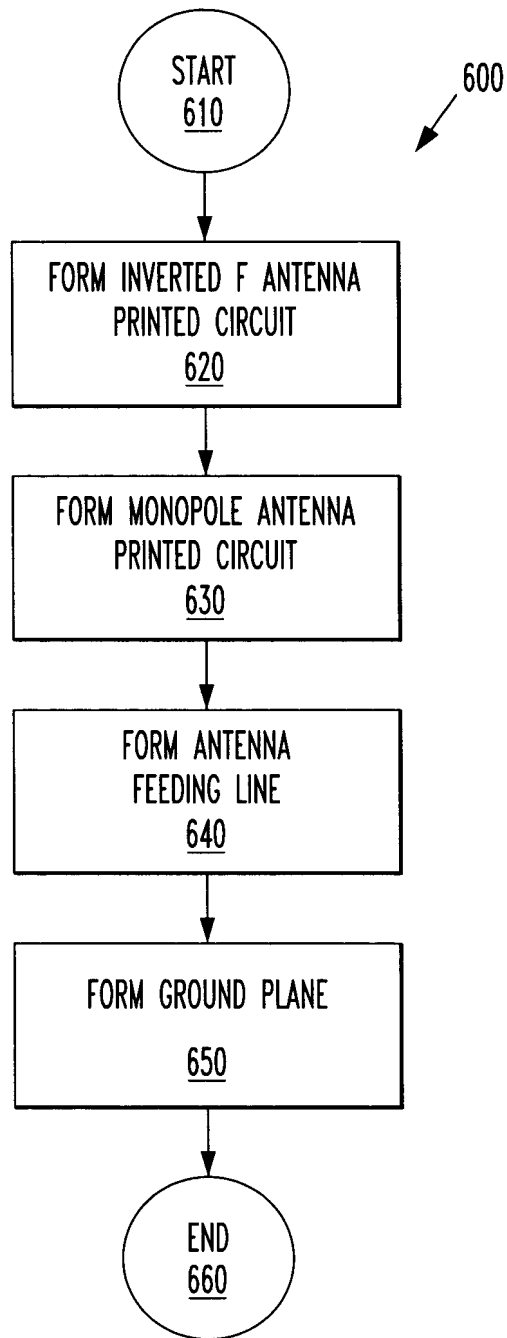 START
610
600
FORM INVERTED F ANTENNA
PRINTED CIRCUIT
620
FORM MONOPOLE ANTENNA
PRINTED CIRCUIT
630
FORM ANTENNA
FEEDING LINE
640
FORM GROUND PLANE
650
END
660